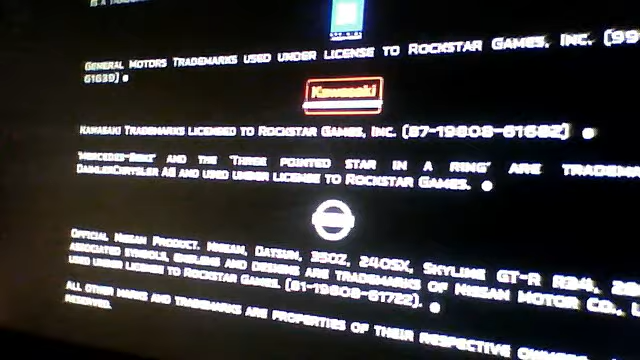 IS A TRADEM
GENERAL MOTORS TRADEMARKS USED UNDER LICENSE TO ROCKSTAR GAMES, INC. (99
61639)
Kawasaki
KAWASAKI TRADEMARKS LICENSED TO ROCKSTAR GAMES, INC. (87-19808-61682)
'MERCEDES-BENZ' AND THE 'THREE POINTED STAR IN A RING' ARE TRADEMA
DAIMLERCHRYSLER AG AND USED UNDER LICENSE TO ROCKSTAR GAMES.
OFFICIAL NISSAN PRODUCT. NISSAN, DATSUN, 350Z, 240SX, SKYLINE GT-R R34,
ASSOCIATED SYMBOLS, EMBLEMS AND DESIGNS ARE TRADEMARKS OF NISSAN MOTOR CO., L
USED UNDER LICENSE TO ROCKSTAR GAMES. (81-19808-61722).
ALL OTHER MARKS AND TRADEMARKS ARE PROPERTIES OF THEIR RESPECTIVE OWNERS.
RESERVED.